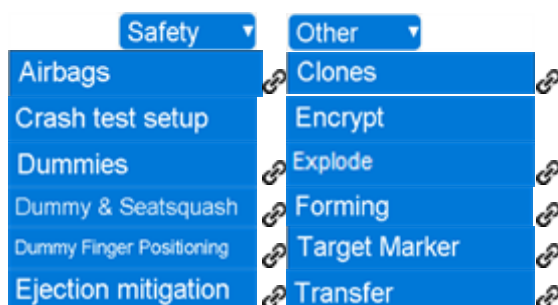 Safety
Airbags
Crash test setup
Dummies
Dummy & Seatsquash
Dummy Finger Positioning
Ejection mitigation
Other
Clones
Encrypt
Explode
Forming
Target Marker
Transfer